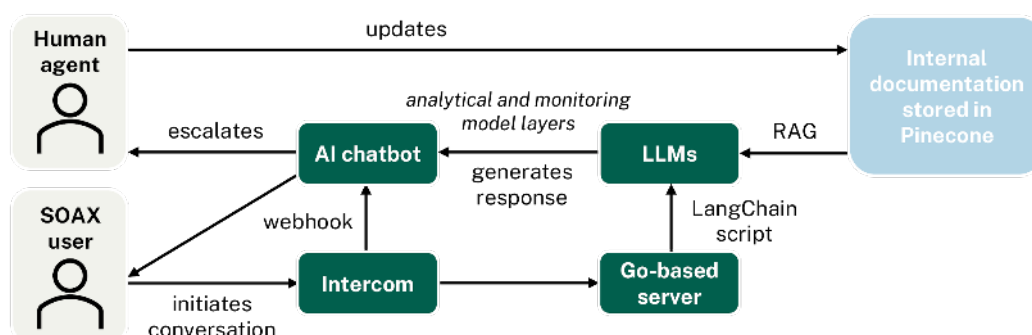 Human
agent
updates
Internal
documentation
stored in
Pinecone
analytical and monitoring
model layers
escalates
AI chatbot
LLMs
RAG
generates
response
SOAX
user
webhook
LangChain
script
Intercom
Go-based
server
initiates
conversation